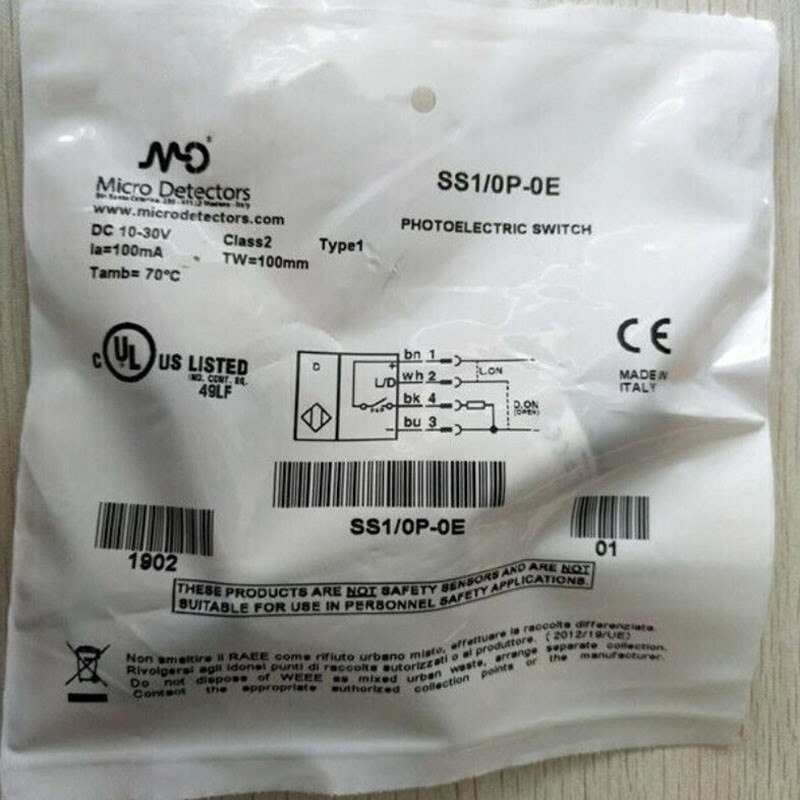 MD®
Micro Detectors
www.microdetectors.com
DC 10-30V
Ia=100mA
Tamb= 70°C
Class2
TW=100mm
Type1
SS1/0P-0E
PHOTOELECTRIC SWITCH
C UL US LISTED
IND. CONT. EQ.
49LF
CE
MADE IN
ITALY
D
+
bn 1
L.ON
L/D
wh 2
bk 4
D.ON
(OPEN)
-
bu 3
SS1/0P-0E
1902
01
THESE PRODUCTS ARE NOT SAFETY SENSORS AND ARE NOT
SUITABLE FOR USE IN PERSONNEL SAFETY APPLICATIONS.
Non smaltire il RAEE come rifiuto urbano misto, effettuare la raccolta differenziata.
Rivolgersi agli idonei punti di raccolta autorizzati o al produttore. (2012/19/UE)
Do not dispose of WEEE as mixed urban waste, arrange separate collection.
Contact the appropriate authorized collection points or the manufacturer.